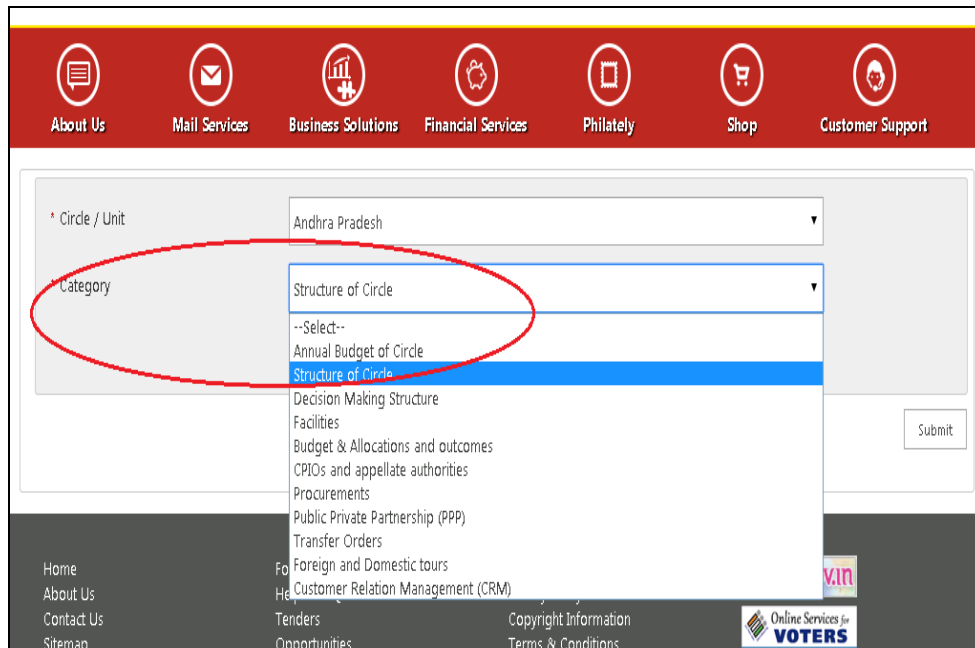 About Us Mail Services Business Solutions Financial Services Philately Shop Customer Support
* Circle / Unit Andhra Pradesh
* Category Structure of Circle
--Select--
Annual Budget of Circle
Structure of Circle
Decision Making Structure
Facilities
Budget & Allocations and outcomes
Submit
CPIOs and appellate authorities
Procurements
Public Private Partnership (PPP)
Transfer Orders
Foreign and Domestic tours
Customer Relation Management (CRM)
Home
About Us
Contact Us Tenders Copyright Information
Sitemap Opportunities Terms & Conditions
v.in
Online Services for
VOTERS